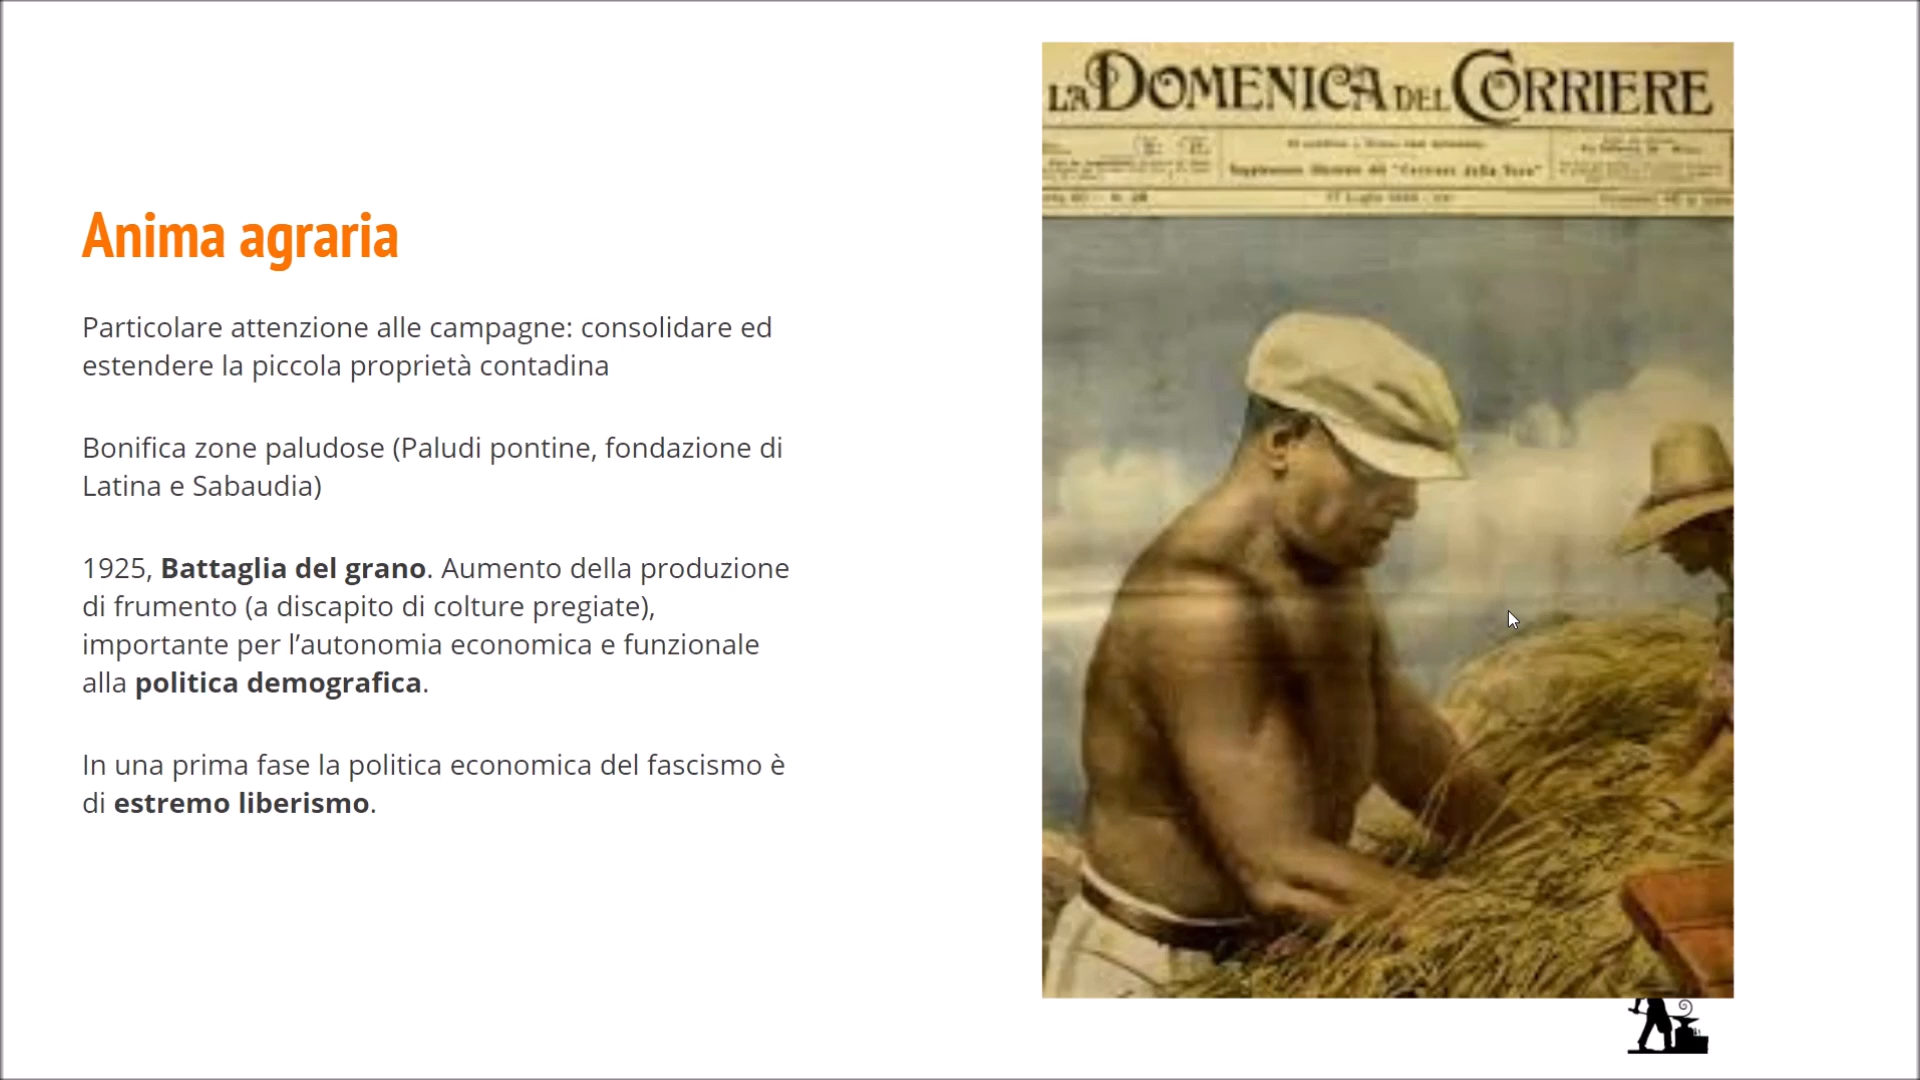 Anima agraria
Particolare attenzione alle campagne: consolidare ed
estendere la piccola proprietà contadina
Bonifica zone paludose (Paludi pontine, fondazione di
Latina e Sabaudia)
1925, Battaglia del grano. Aumento della produzione
di frumento (a discapito di colture pregiate),
importante per l’autonomia economica e funzionale
alla politica demografica.
In una prima fase la politica economica del fascismo è
di estremo liberismo.
LA DOMENICA DEL CORRIERE
"Corriere della Sera"